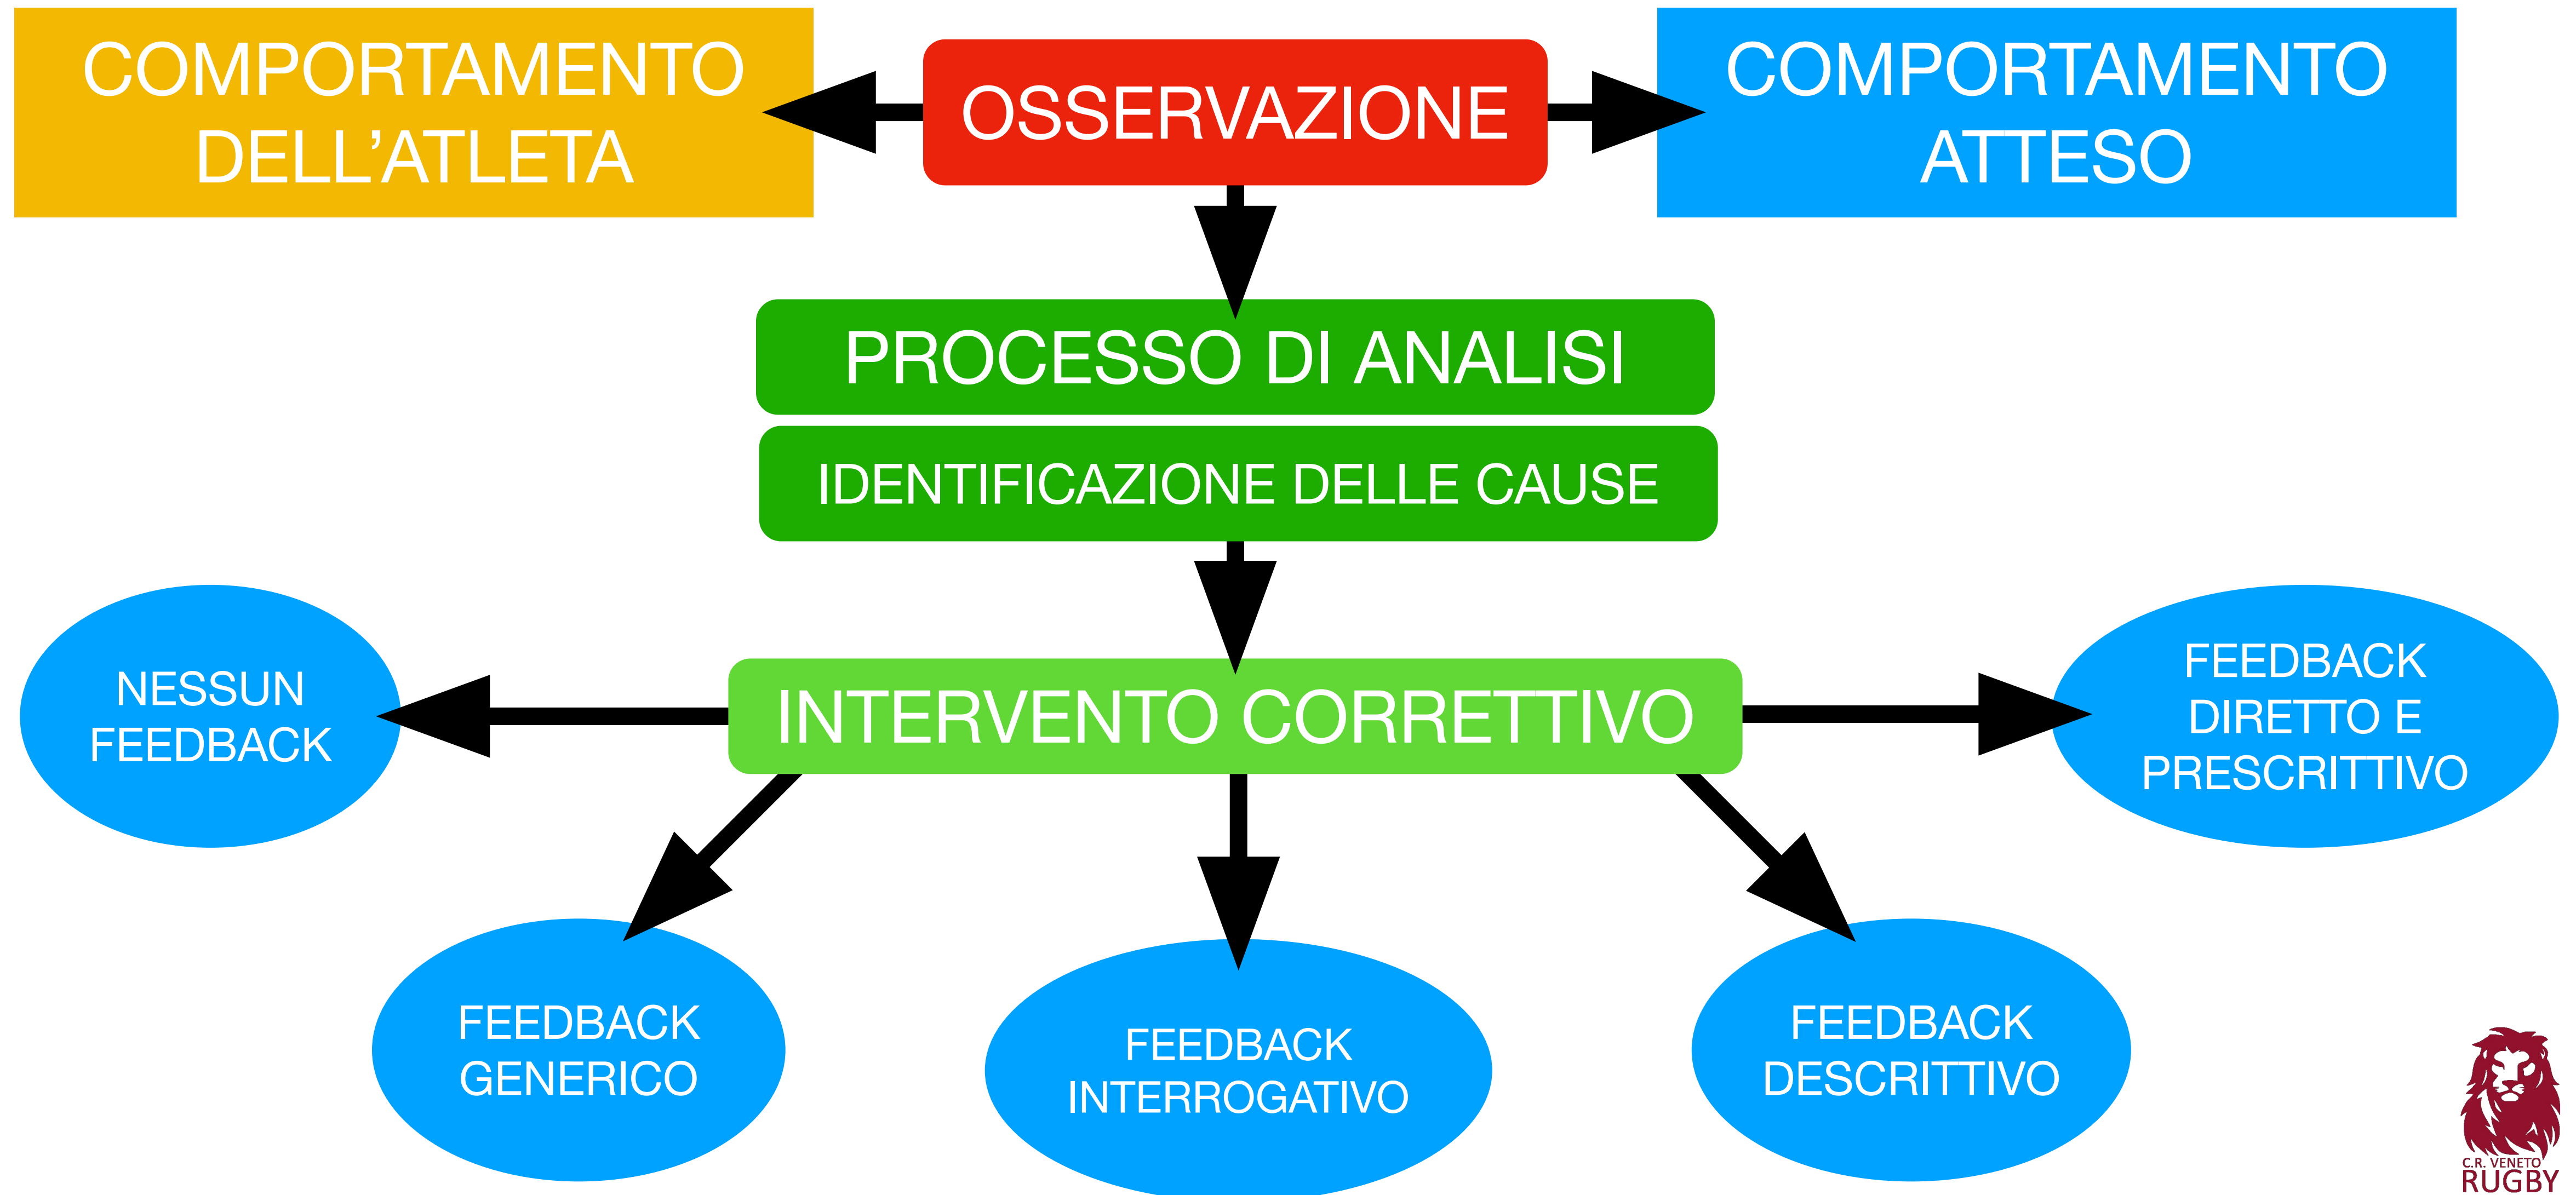 COMPORTAMENTO
DELL’ATLETA
OSSERVAZIONE
COMPORTAMENTO
ATTESO
PROCESSO DI ANALISI
IDENTIFICAZIONE DELLE CAUSE
INTERVENTO CORRETTIVO
NESSUN
FEEDBACK
FEEDBACK
GENERICO
FEEDBACK
INTERROGATIVO
FEEDBACK
DESCRITTIVO
FEEDBACK
DIRETTO E
PRESCRITTIVO
C.R. VENETO
RUGBY